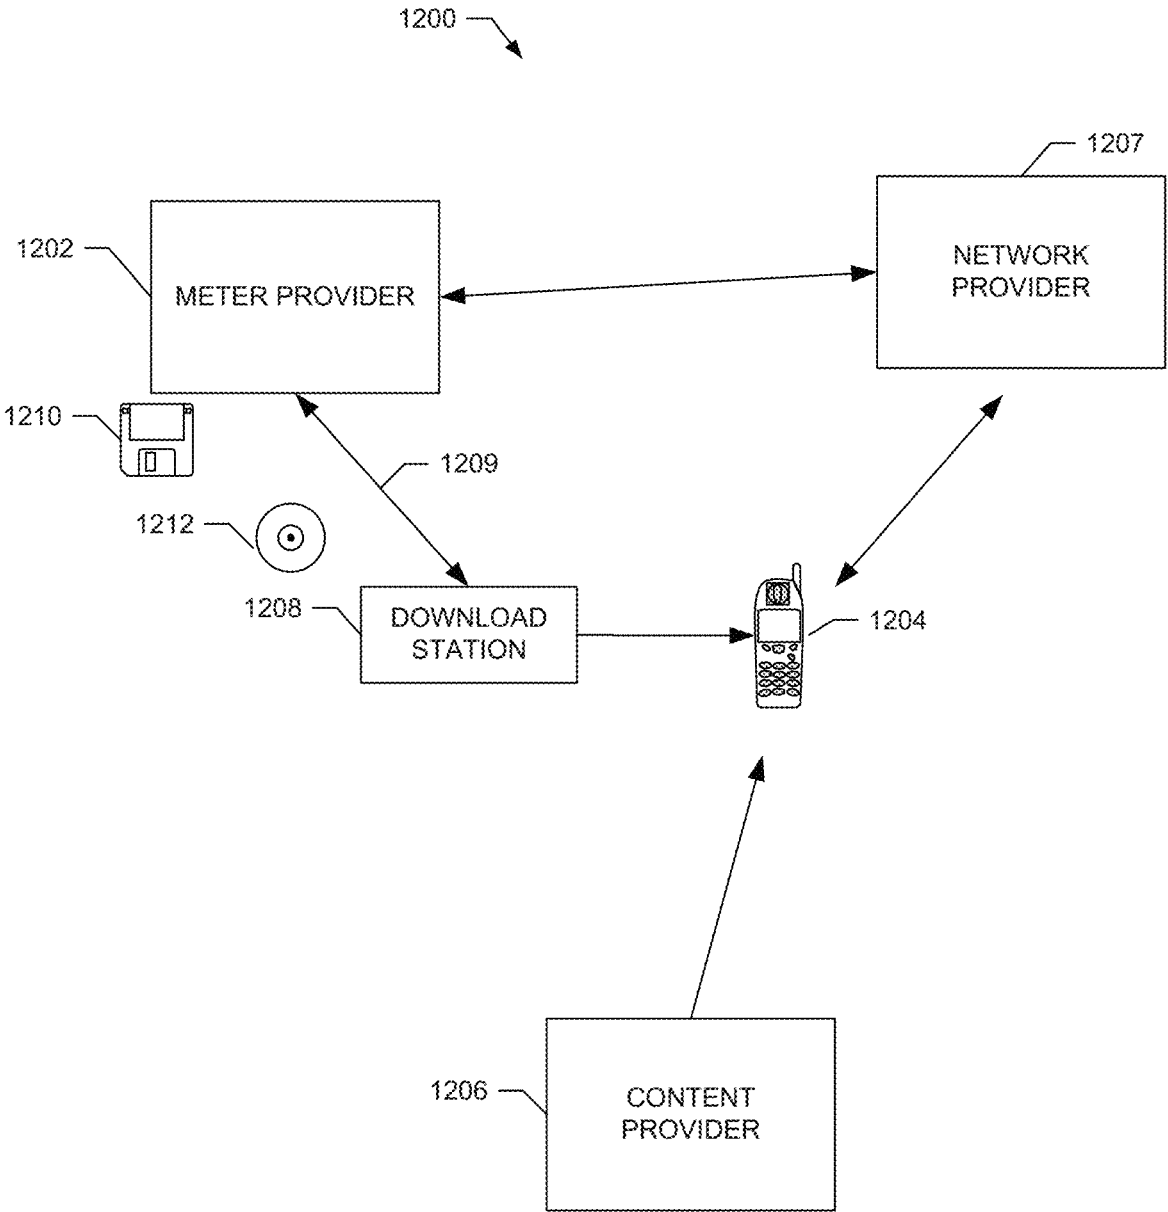 1200
1207
1202
METER PROVIDER
NETWORK
PROVIDER
1210
1209
1212
1208
DOWNLOAD
STATION
1204
1206
CONTENT
PROVIDER